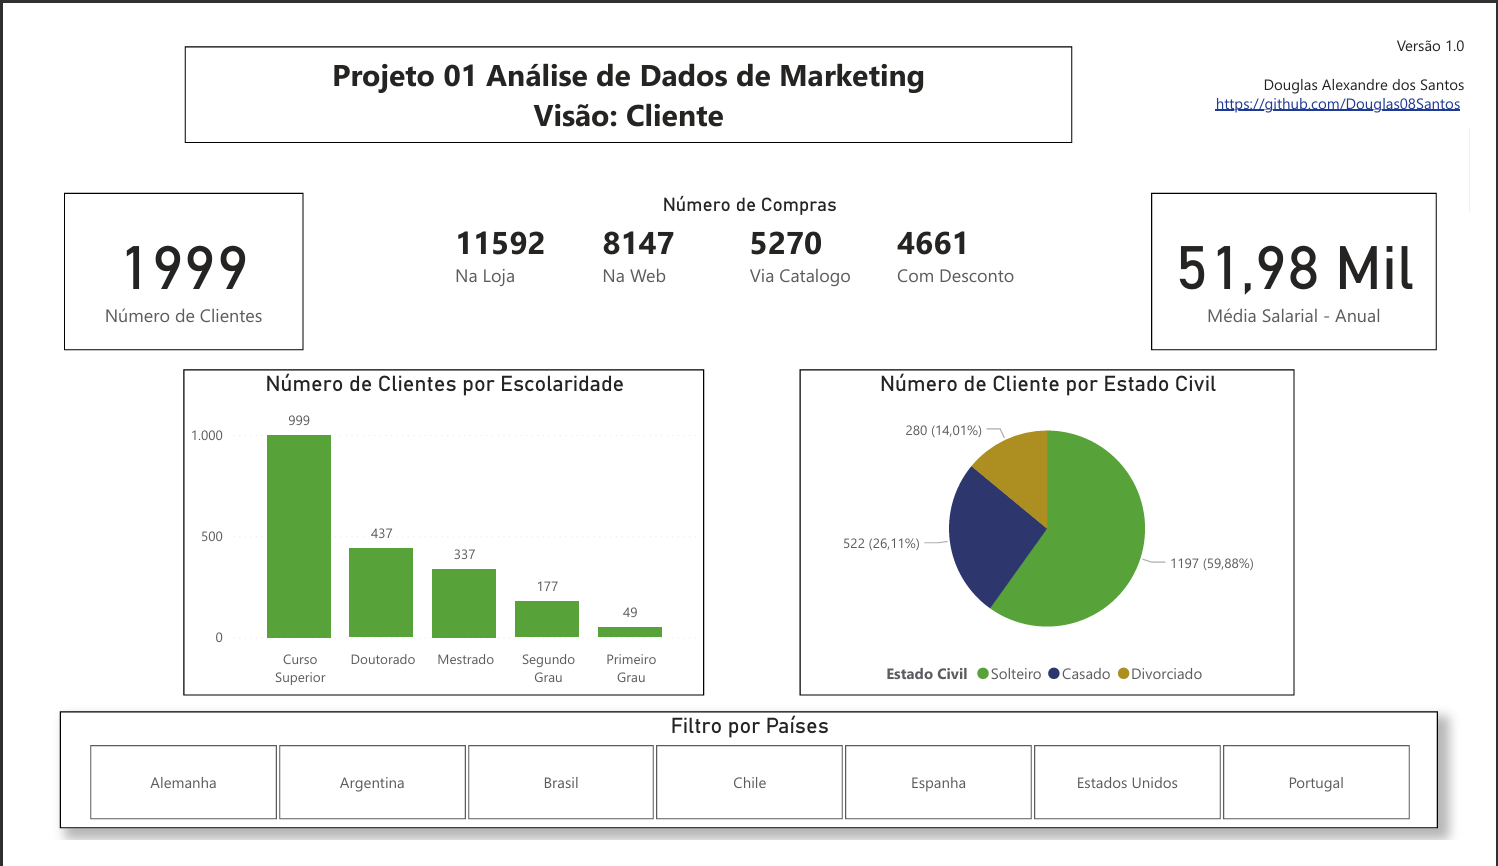 Versão 1.0
Projeto 01 Análise de Dados de Marketing
Visão: Cliente
Douglas Alexandre dos Santos
https://github.com/Douglas08Santos
1999
Número de Clientes
Número de Compras
11592 8147 5270 4661
Na Loja Na Web Via Catalogo Com Desconto
51,98 Mil
Média Salarial - Anual
Número de Clientes por Escolaridade
999
1.000
437
500
337
177
49
0
Curso Superior Doutorado Mestrado Segundo Grau Primeiro Grau
Número de Cliente por Estado Civil
280 (14,01%)
522 (26,11%)
1197 (59,88%)
Estado Civil Solteiro Casado Divorciado
Filtro por Países
Alemanha Argentina Brasil Chile Espanha Estados Unidos Portugal